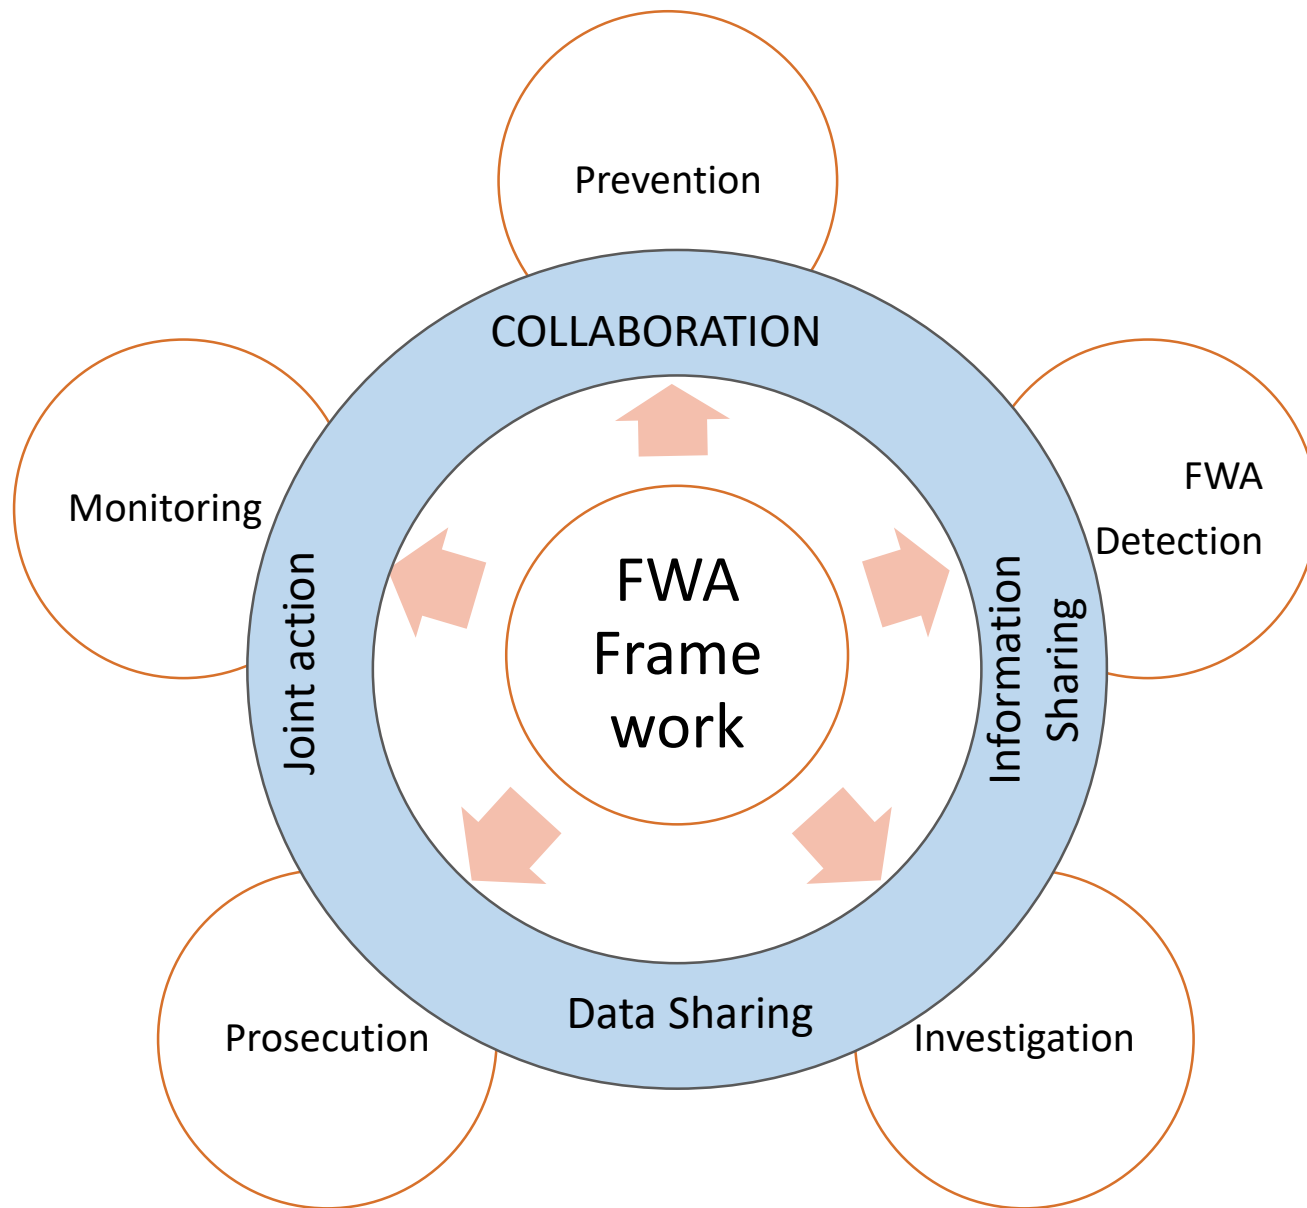 Prevention
COLLABORATION
Monitoring
FWA
Detection
FWA
Frame
work
Joint action
Information
Sharing
Data Sharing
Prosecution
Investigation